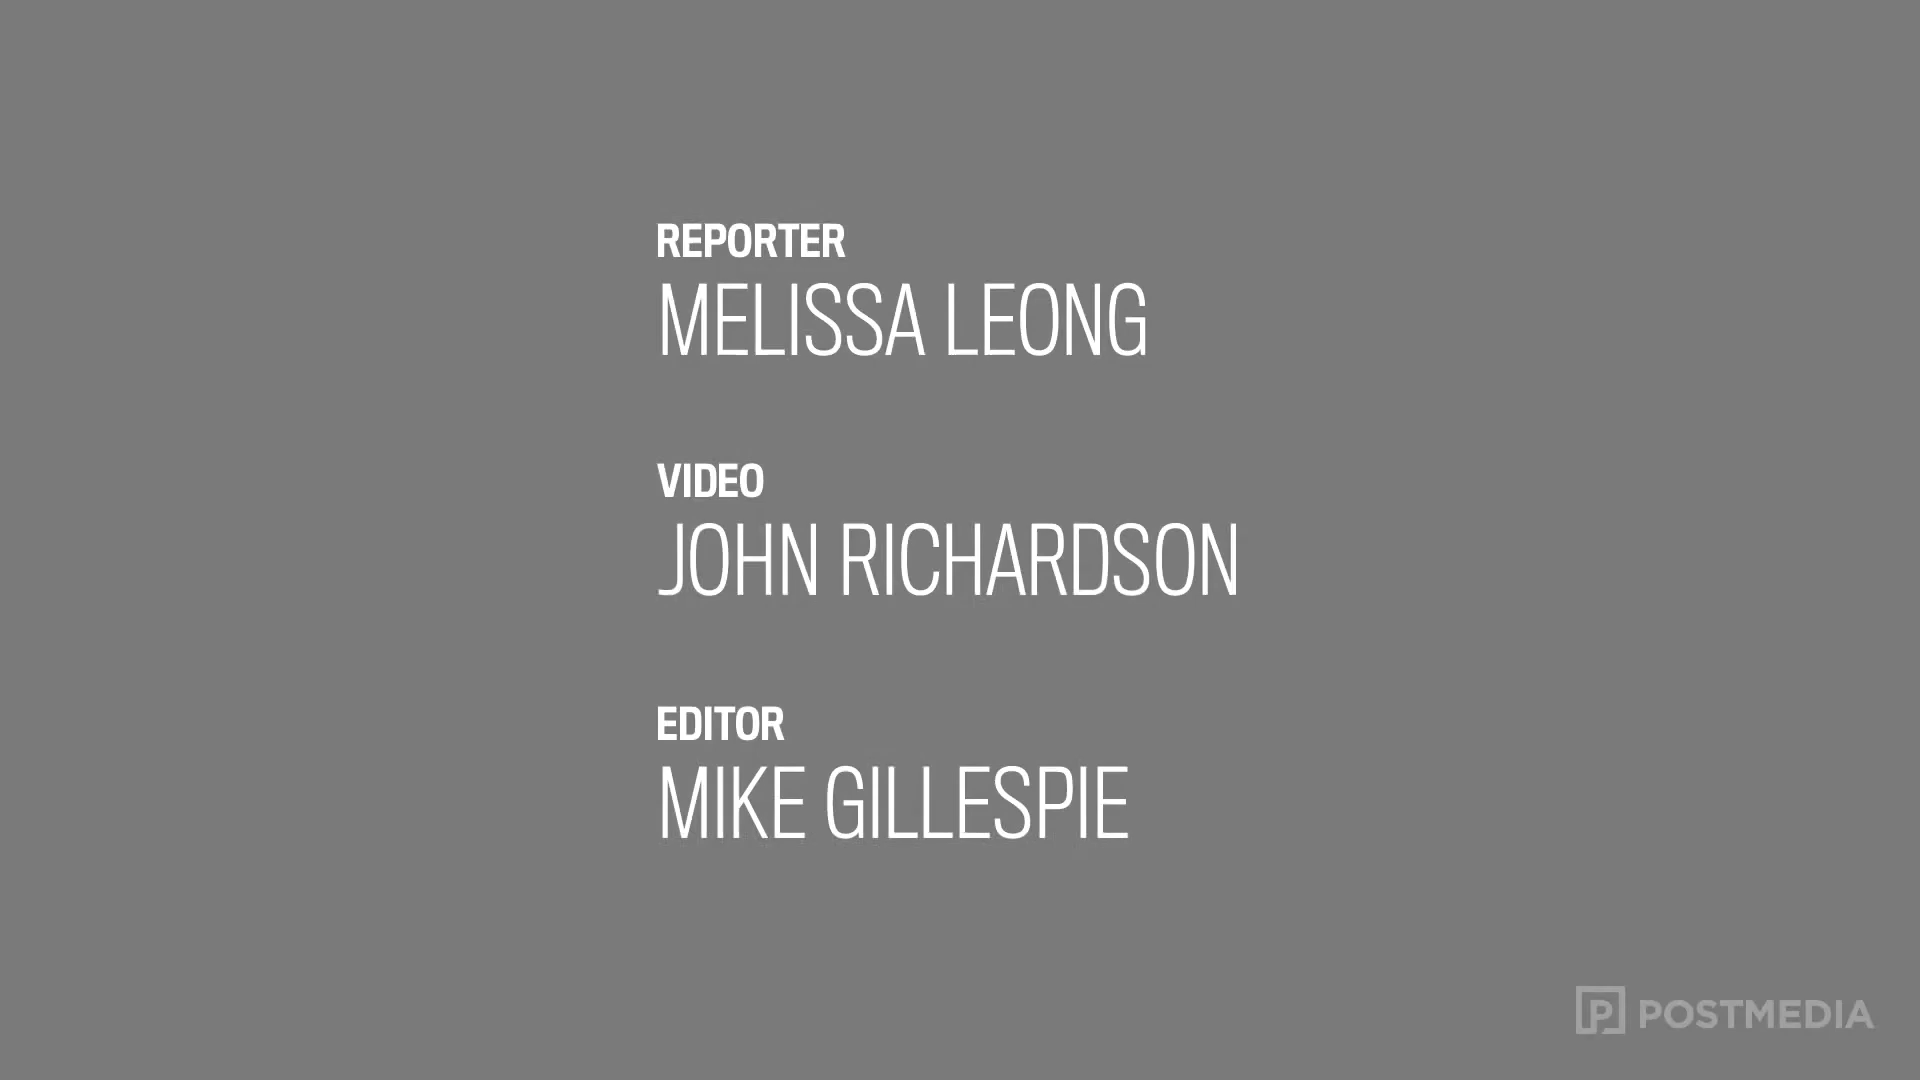 REPORTER
MELISSA LEONG
VIDEO
JOHN RICHARDSON
EDITOR
MIKE GILLESPIE
P POSTMEDIA